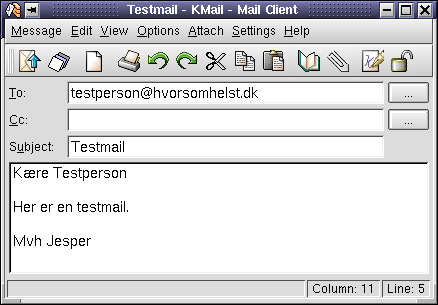 Testmail - KMail - Mail Client
Message Edit View Options Attach Settings Help
To: testperson@hvorsomhelst.dk ...
Cc: ...
Subject: Testmail
Kære Testperson
Her er en testmail.
Mvh Jesper
Column: 11 Line: 5